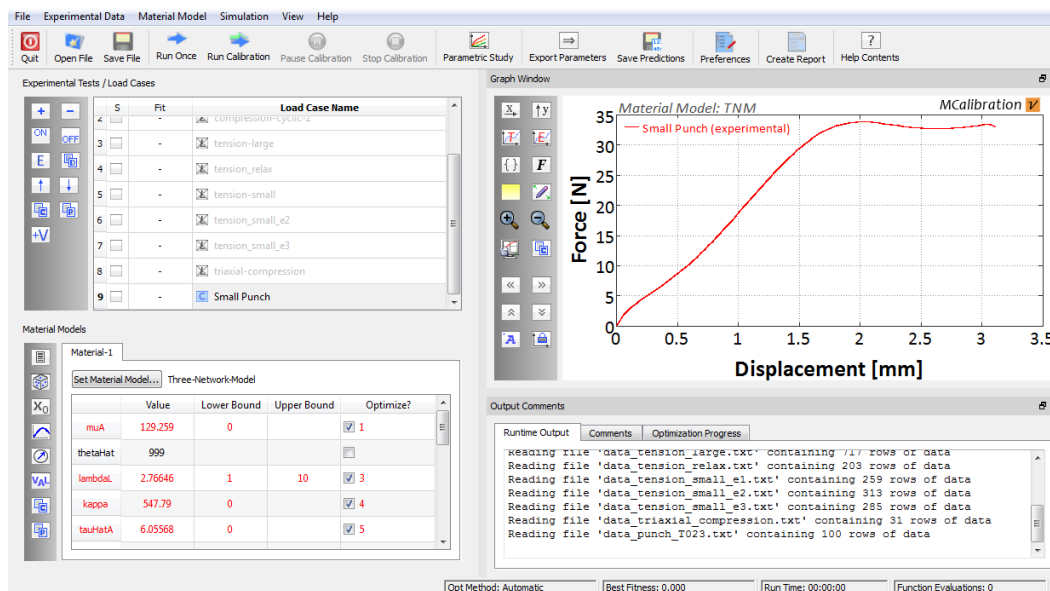 File Experimental Data Material Model Simulation View Help
Quit Open File Save File Run Once Run Calibration Pause Calibration Stop Calibration Parametric Study Export Parameters Save Predictions Preferences Create Report Help Contents
Experimental Tests / Load Cases
S Fit Load Case Name
2 - compression-cyclic-2
3 - tension-large
4 - tension_relax
5 - tension-small
6 - tension_small_e2
7 - tension_small_e3
8 - triaxial-compression
9 - C Small Punch
+ -
ON OFF
E
+V
Material Models
Material-1
Set Material Model... Three-Network-Model
Value Lower Bound Upper Bound Optimize?
muA 129.259 0 1
thetaHat 999
lambdaL 2.76646 1 10 3
kappa 547.79 0 4
tauHatA 6.05568 0 5
X0
VAL
Graph Window
Material Model: TNM
MCalibration
Small Punch (experimental)
Force [N]
35
30
25
20
15
10
5
0
0 0.5 1 1.5 2 2.5 3 3.5
Displacement [mm]
Output Comments
Runtime Output Comments Optimization Progress
Reading file 'data_tension_large.txt' containing 717 rows of data
Reading file 'data_tension_relax.txt' containing 203 rows of data
Reading file 'data_tension_small_e1.txt' containing 259 rows of data
Reading file 'data_tension_small_e2.txt' containing 313 rows of data
Reading file 'data_tension_small_e3.txt' containing 285 rows of data
Reading file 'data_triaxial_compression.txt' containing 31 rows of data
Reading file 'data_punch_T023.txt' containing 100 rows of data
Opt Method: Automatic Best Fitness: 0.000 Run Time: 00:00:00 Function Evaluations: 0